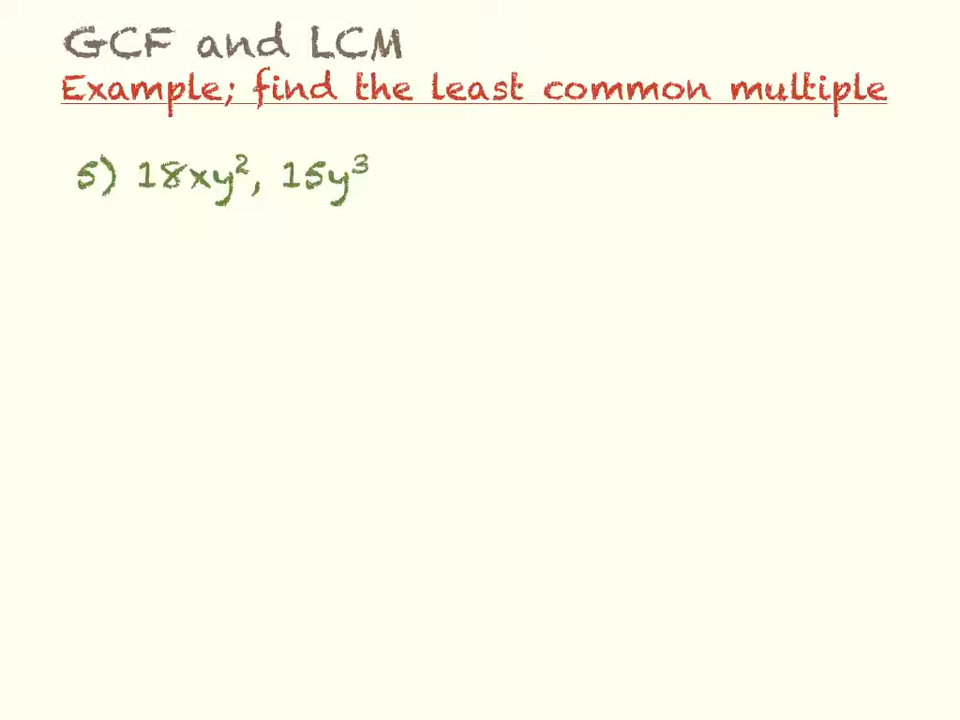 GCF and LCM
Example; find the least common multiple
5) 18xy², 15y³